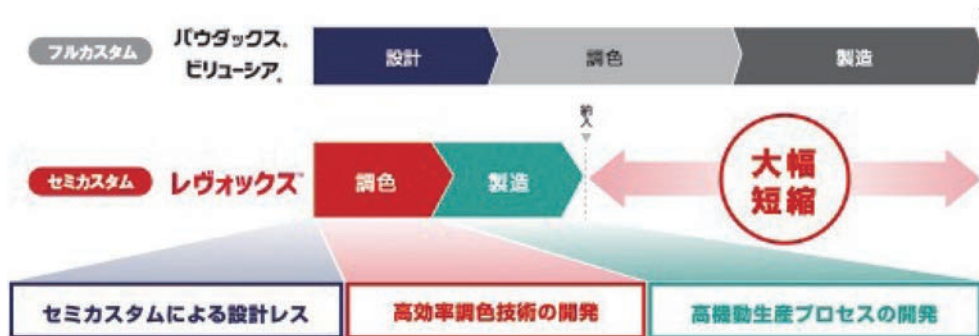 フルカスタム
パウダックス®
ビリューシア®
設計
調色
製造
納入
セミカスタム
レヴォックス™
調色
製造
大幅
短縮
セミカスタムによる設計レス
高効率調色技術の開発
高機動生産プロセスの開発